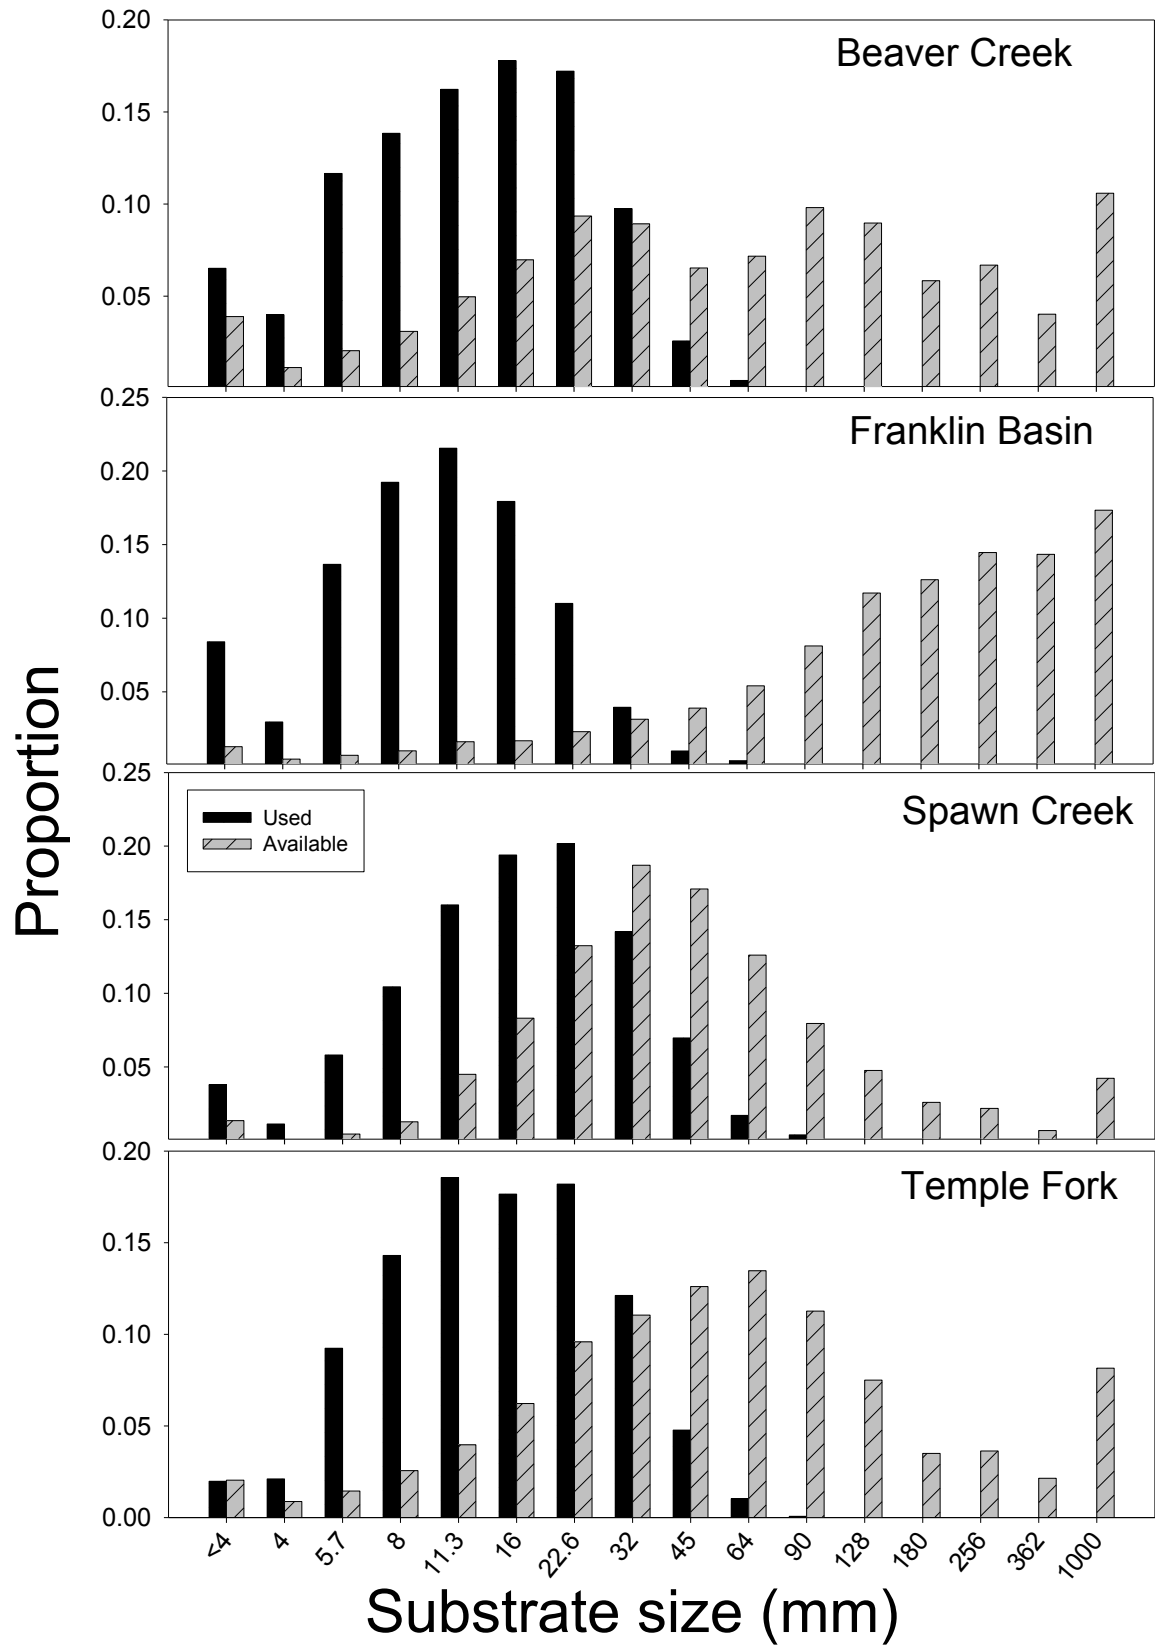 0.20
Beaver Creek
0.15
0.10
0.05
0.25
Franklin Basin
0.20
0.15
0.10
0.05
0.25
Spawn Creek
Used
Available
0.20
0.15
0.10
0.05
0.20
Temple Fork
0.15
0.10
0.05
0.00
Proportion
<4 4 5.7 8 11.3 16 22.6 32 45 64 90 128 180 256 362 1000
Substrate size (mm)